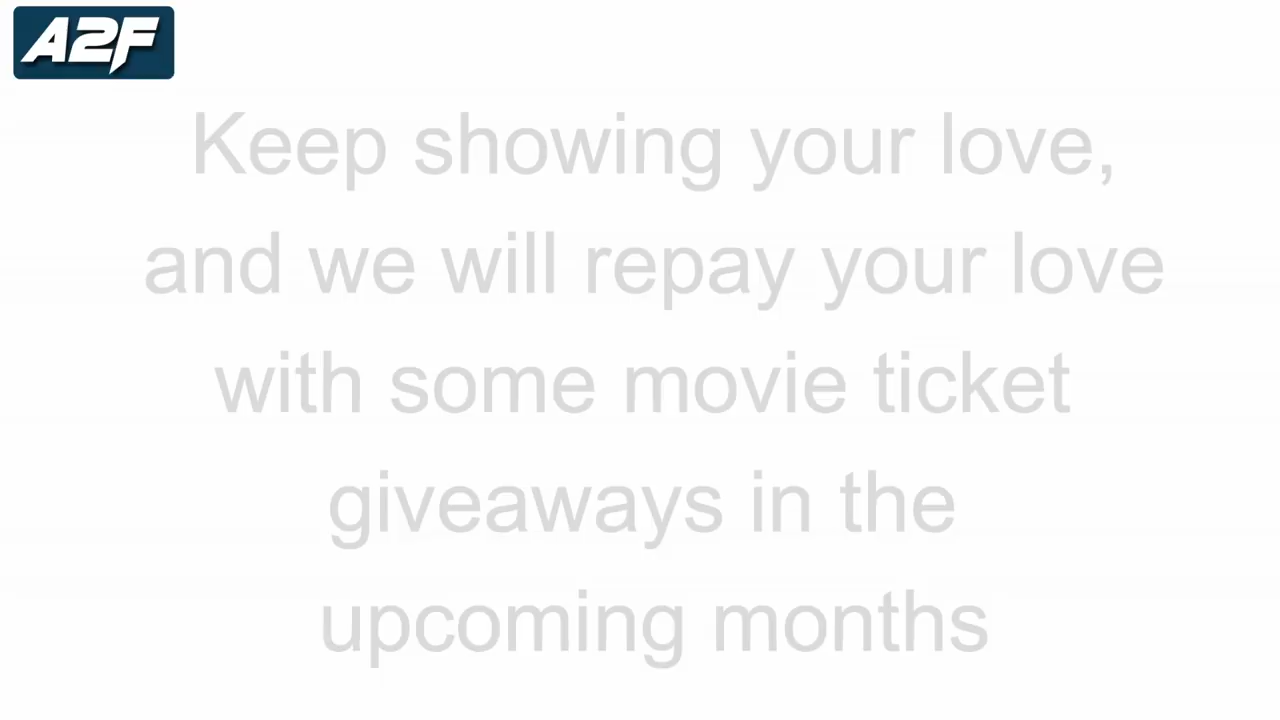 A2F
Keep showing your love,
and we will repay your love
with some movie ticket
giveaways in the
upcoming months